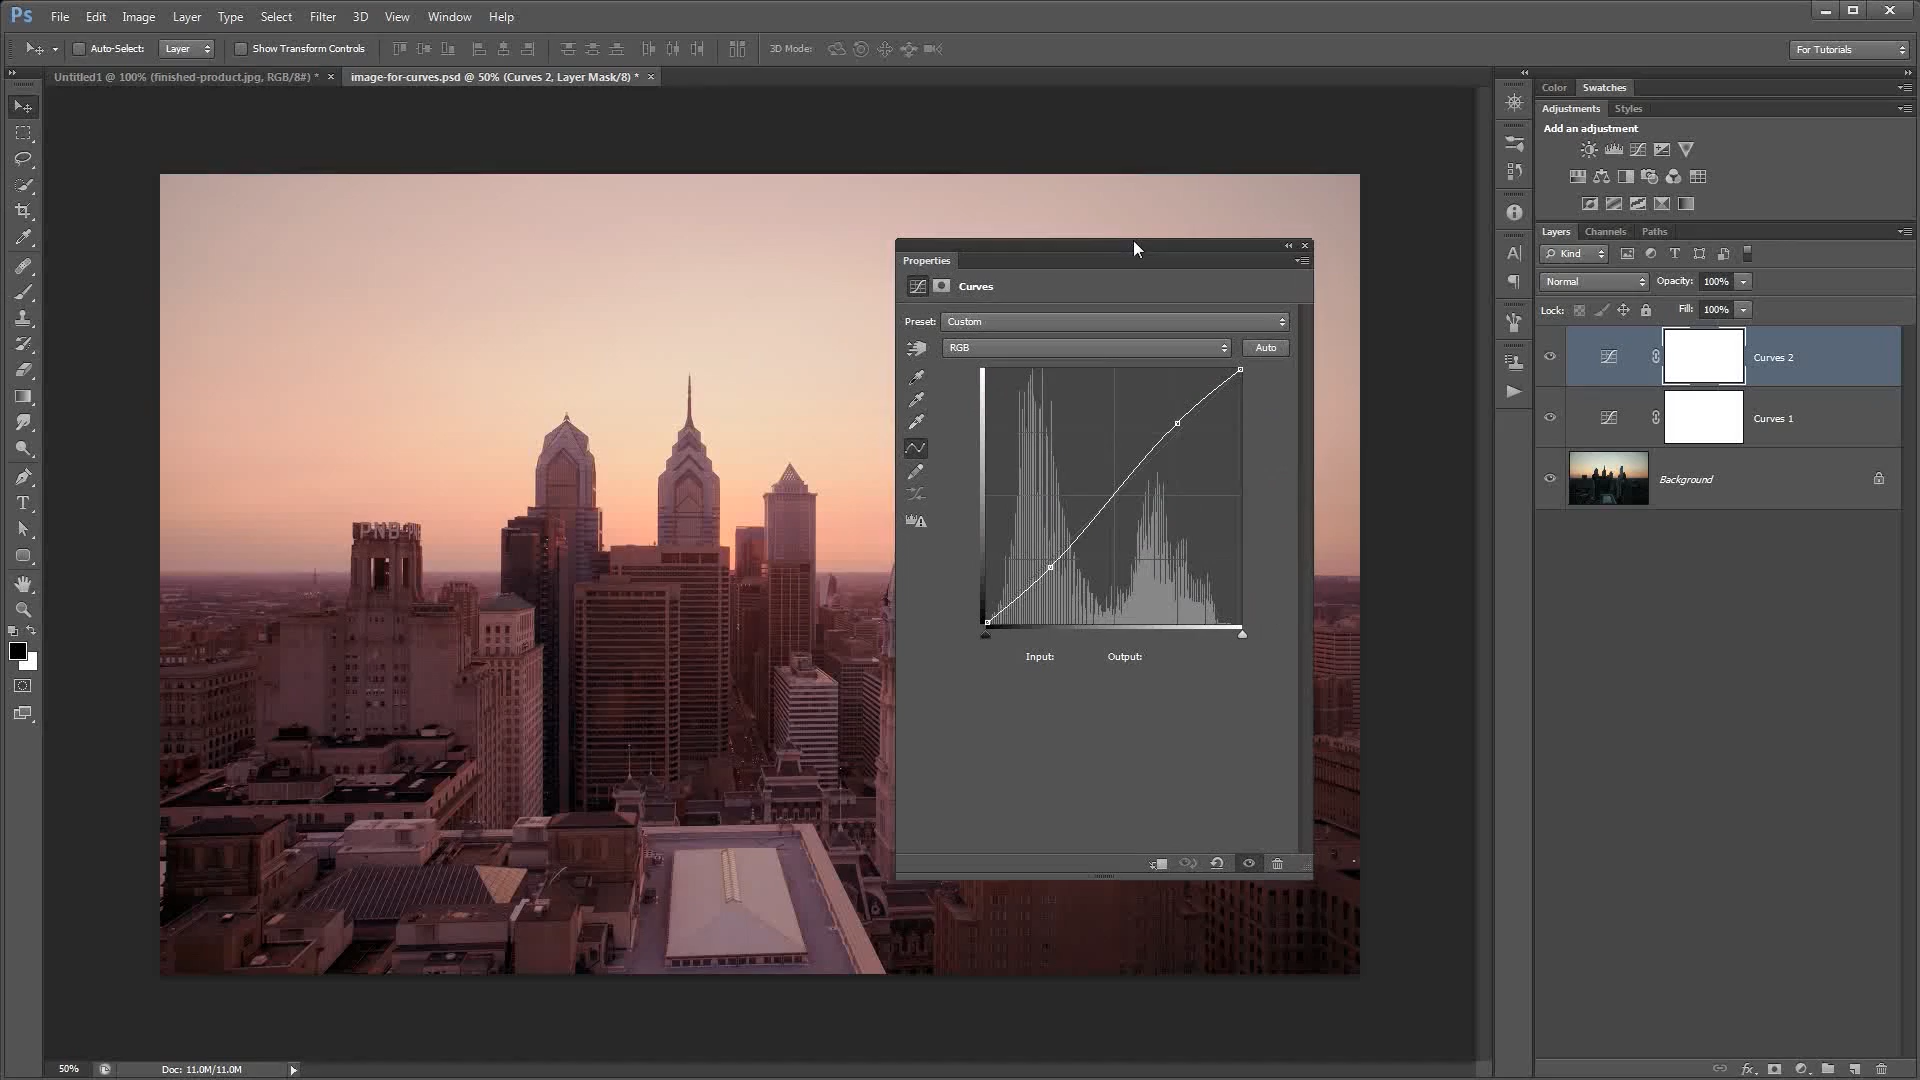 Ps File Edit Image Layer Type Select Filter 3D View Window Help
Auto-Select: Layer Show Transform Controls 3D Mode: For Tutorials
Untitled1 @ 100% (finished-product.jpg, RGB/8#) * × image-for-curves.psd @ 50% (Curves 2, Layer Mask/8) * ×
Color Swatches
Adjustments Styles
Add an adjustment
Layers Channels Paths
Kind
Normal Opacity: 100%
Lock: Fill: 100%
Curves 2
Curves 1
Background
Properties
Curves
Preset: Custom
RGB Auto
Input: Output:
PNB
50% Doc: 11.0M/11.0M